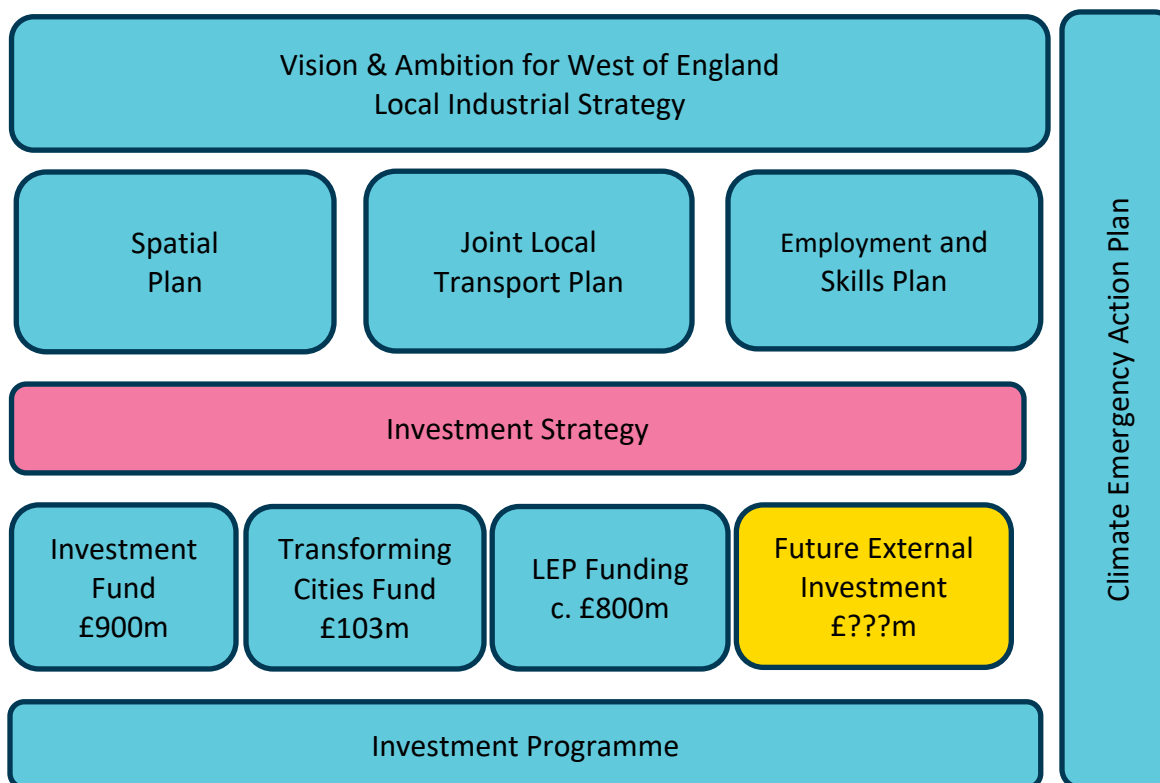 Vision & Ambition for West of England
Local Industrial Strategy
Spatial
Plan
Joint Local
Transport Plan
Employment and
Skills Plan
Investment Strategy
Investment
Fund
£900m
Transforming
Cities Fund
£103m
LEP Funding
c. £800m
Future External
Investment
£???m
Investment Programme
Climate Emergency Action Plan